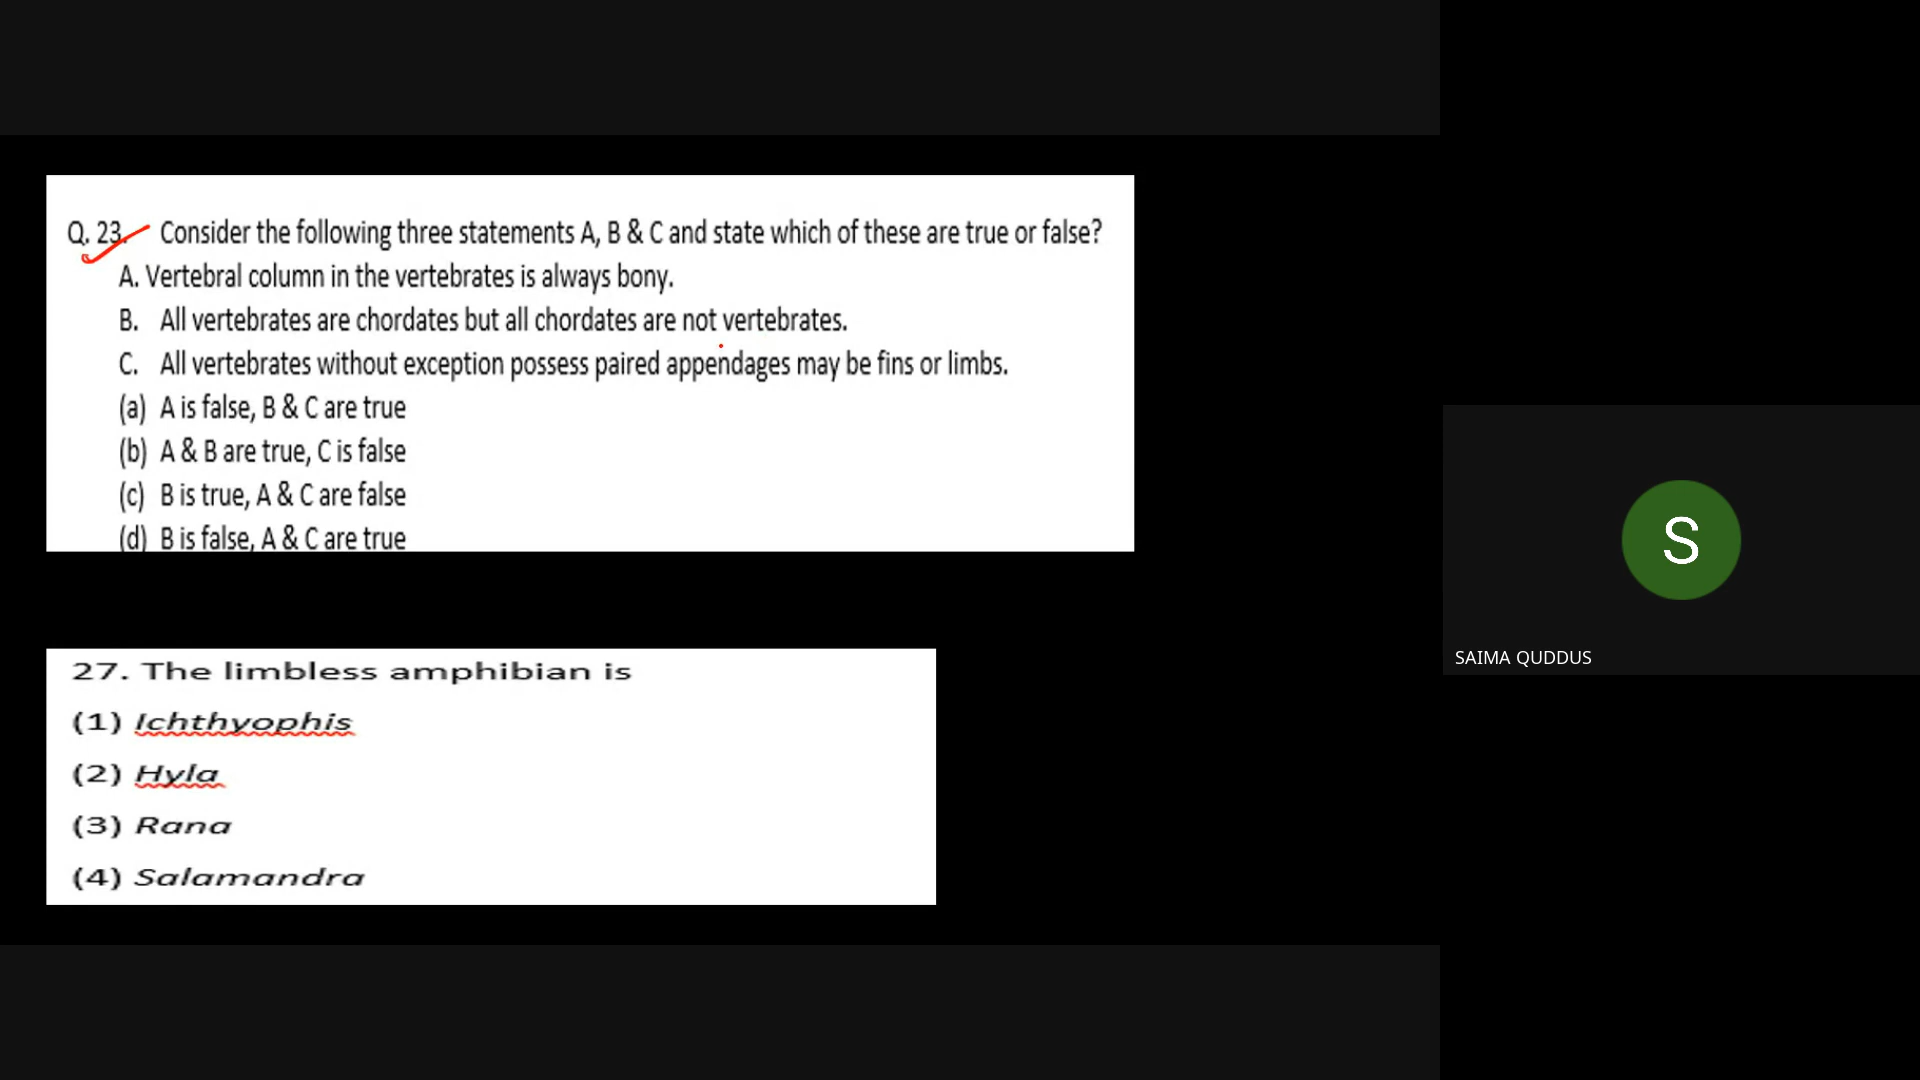 Q. 23. Consider the following three statements A, B & C and state which of these are true or false?
A. Vertebral column in the vertebrates is always bony.
B. All vertebrates are chordates but all chordates are not vertebrates.
C. All vertebrates without exception possess paired appendages may be fins or limbs.
(a) A is false, B & C are true
(b) A & B are true, C is false
(c) B is true, A & C are false
(d) B is false, A & C are true
27. The limbless amphibian is
(1) Ichthyophis
(2) Hyla
(3) Rana
(4) Salamandra
S
SAIMA QUDDUS